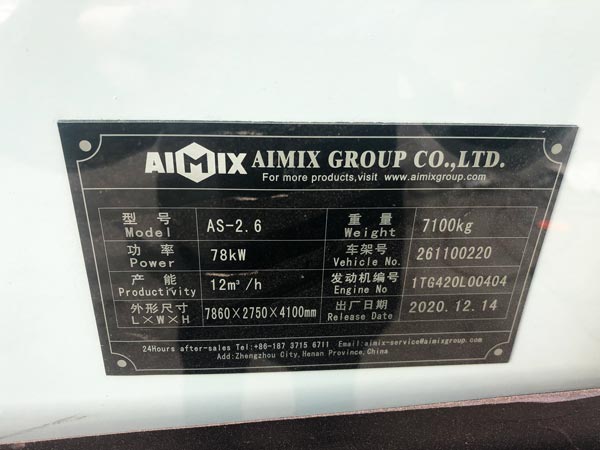 AIMIX AIMIX GROUP CO.,LTD.
For more products,visit www.aimixgroup.com
型号 AS-2.6 重量 7100kg
Model Weight
功率 78kW 车架号 261100220
Power Vehicle No.
产能 12m³/h 发动机编号 1TG420L00404
Productivity Engine No
外形尺寸 7860×2750×4100mm 出厂日期 2020.12.14
L×W×H Release Date
24Hours after-sales Tel:+86-187 3715 6711 Email:aimix-service@aimixgroup.com
Add:Zhengzhou City,Henan Province,China